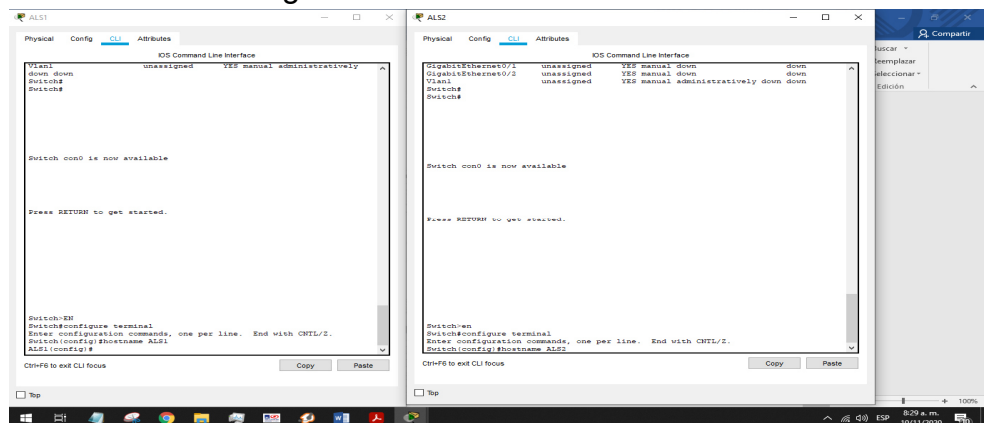 ALS1
Physical Config CLI Attributes
IOS Command Line Interface
Vlan1 unassigned YES manual administratively
down down
Switch#
Switch#
Switch con0 is now available
Press RETURN to get started.
Switch>EN
Switch#configure terminal
Enter configuration commands, one per line. End with CNTL/Z.
Switch(config)#hostname ALS1
ALS1(config)#
Ctrl+F6 to exit CLI focus
Copy Paste
Top
ALS2
Physical Config CLI Attributes
IOS Command Line Interface
GigabitEthernet0/1 unassigned YES manual down down
GigabitEthernet0/2 unassigned YES manual down down
Vlan1 unassigned YES manual administratively down down
Switch#
Switch#
Switch con0 is now available
Press RETURN to get started.
Switch>en
Switch#configure terminal
Enter configuration commands, one per line. End with CNTL/Z.
Switch(config)#hostname ALS2
Ctrl+F6 to exit CLI focus
Copy Paste
Top
Compartir
Edición
100%
ESP
8:29 a. m.